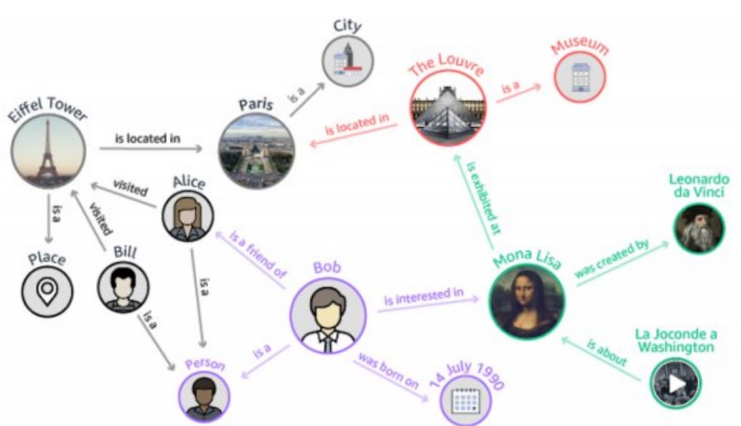 City
Museum
The Louvre
is a
Eiffel Tower
Paris
is a
is located in
is located in
Alice
visited
is exhibited at
Leonardo
da Vinci
is a
visited
Place
Bill
is a friend of
Bob
Mona Lisa
was created by
is a
is interested in
is a
La Joconde a
Washington
is about
Person
is a
was born on
14 July 1990